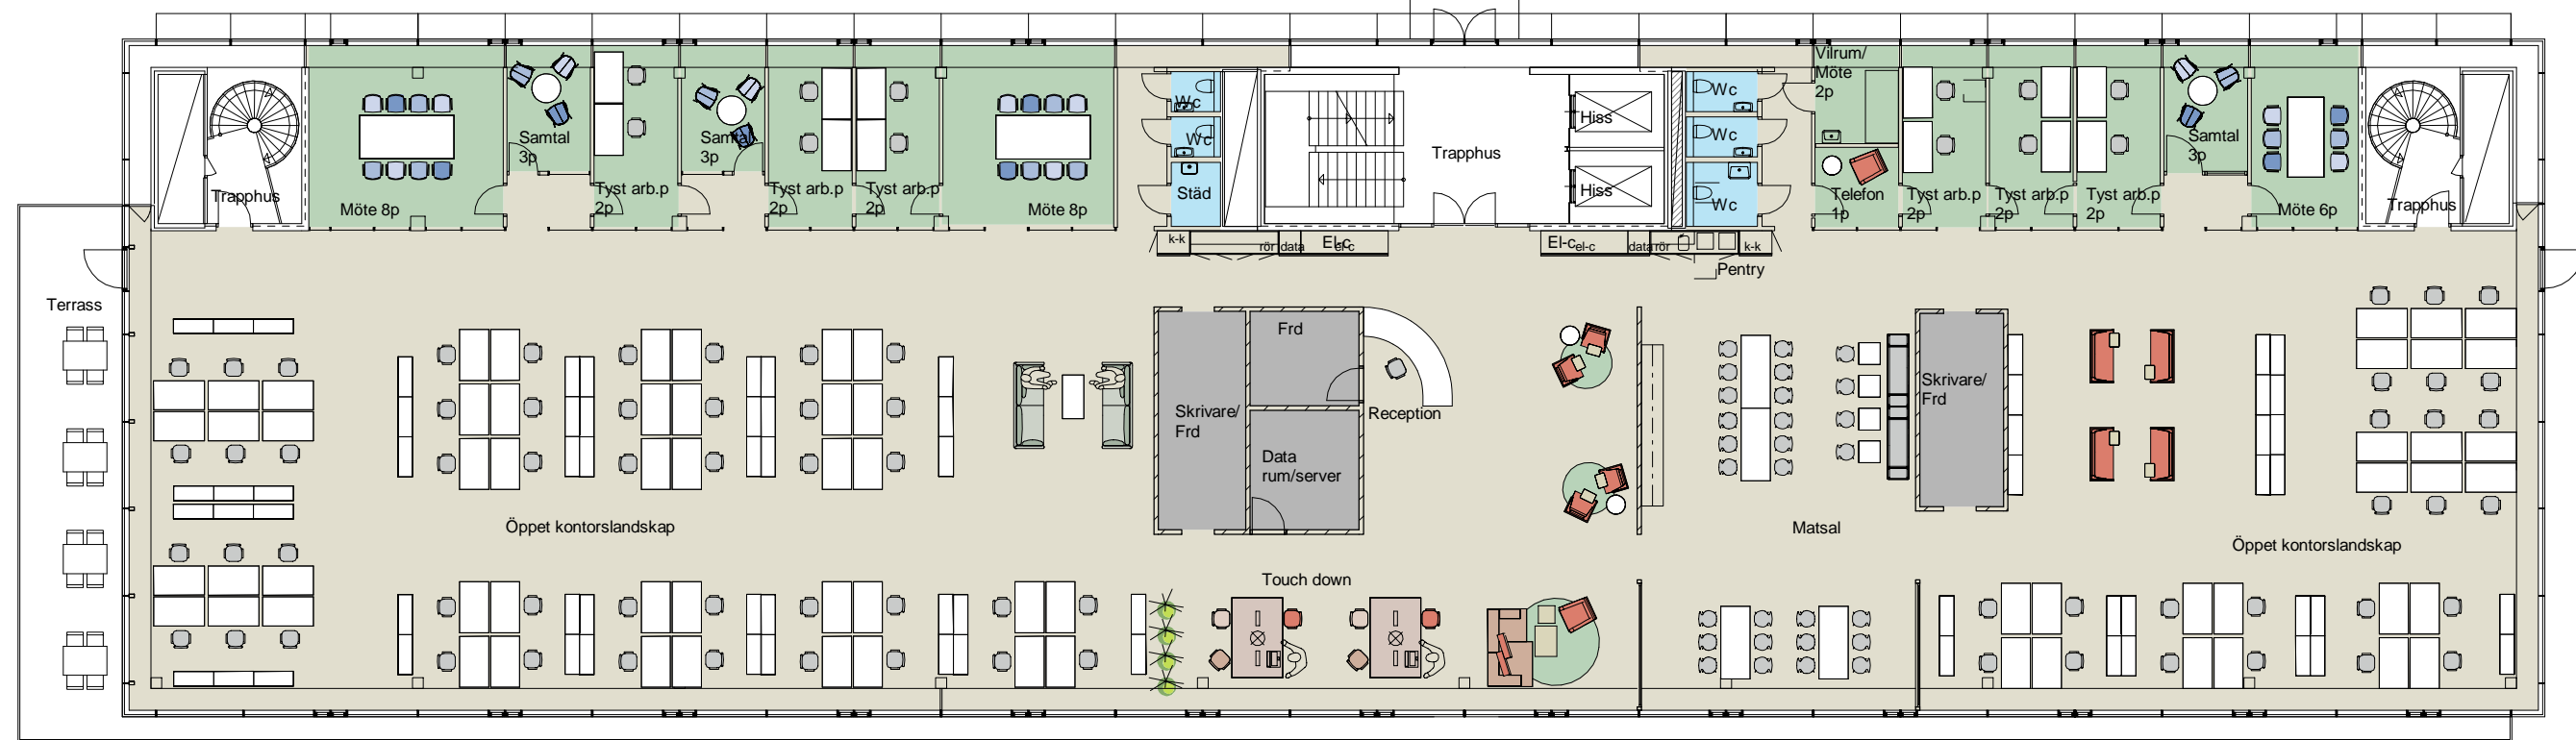 Trapphus
Möte 8p
Samtal
3p
Tyst arb.p
2p
Samtal
3p
Tyst arb.p
2p
Tyst arb.p
2p
Möte 8p
Wc
Wc
Städ
Trapphus
Hiss
Hiss
Wc
Wc
Wc
Vilrum/
Möte
2p
Telefon
1p
Tyst arb.p
2p
Tyst arb.p
2p
Tyst arb.p
2p
Samtal
3p
Möte 6p
Trapphus
k-k
rör
data
El-c
el-c
El-c
el-c
data
rör
k-k
Pentry
Terrass
Skrivare/
Frd
Frd
Data
rum/server
Reception
Skrivare/
Frd
Öppet kontorslandskap
Matsal
Öppet kontorslandskap
Touch down